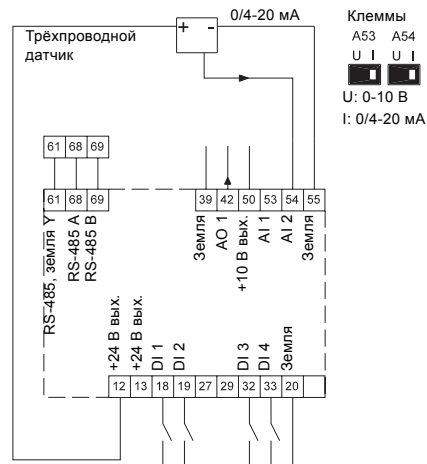 Трёхпроводной
датчик
+ -
0/4-20 мА
Клеммы
A53 A54
U I U I
U: 0-10 В
I: 0/4-20 мА
61 68 69
61 68 69
39 42 50 53 54 55
RS-485, земля Y
RS-485 A
RS-485 B
Земля
AO 1
+10 В вых.
AI 1
AI 2
Земля
+24 В вых.
+24 В вых.
DI 1
DI 2
DI 3
DI 4
Земля
12 13 18 19 27 29 32 33 20